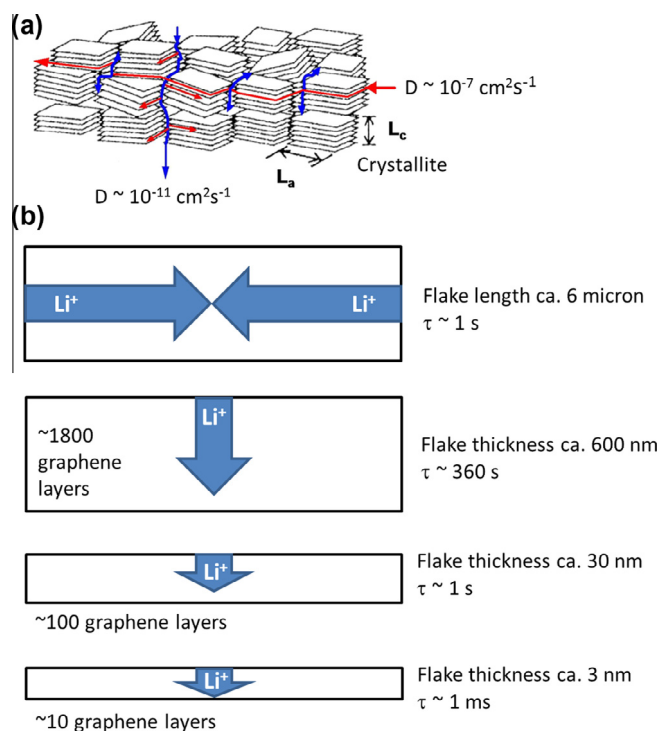 (a)
D ~ 10⁻⁷ cm²s⁻¹
L_c
Crystallite
L_a
D ~ 10⁻¹¹ cm²s⁻¹
(b)
Li⁺
Li⁺
Flake length ca. 6 micron
τ ~ 1 s
Li⁺
~1800
graphene
layers
Flake thickness ca. 600 nm
τ ~ 360 s
Li⁺
Flake thickness ca. 30 nm
τ ~ 1 s
~100 graphene layers
Li⁺
Flake thickness ca. 3 nm
τ ~ 1 ms
~10 graphene layers